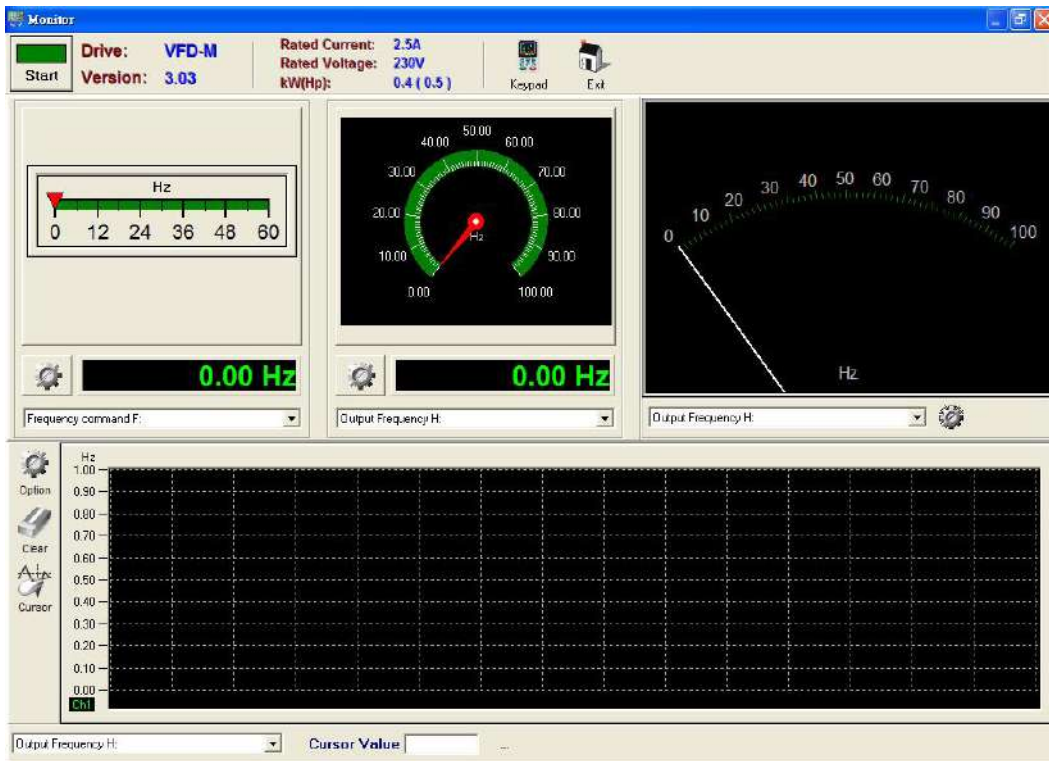 Monitor
Start
Drive: VFD-M
Version: 3.03
Rated Current: 2.5A
Rated Voltage: 230V
kW(Hp): 0.4 ( 0.5 )
Keypad
Exit
Hz
0 12 24 36 48 60
0.00 Hz
Frequency command F:
50.00
40.00 60.00
30.00 70.00
20.00 80.00
Hz
10.00 90.00
0.00 100.00
0.00 Hz
Output Frequency H:
0 10 20 30 40 50 60 70 80 90 100
Hz
Output Frequency H:
Option
Clear
Cursor
Hz
1.00
0.90
0.80
0.70
0.60
0.50
0.40
0.30
0.20
0.10
0.00
Ch1
Output Frequency H:
Cursor Value
...